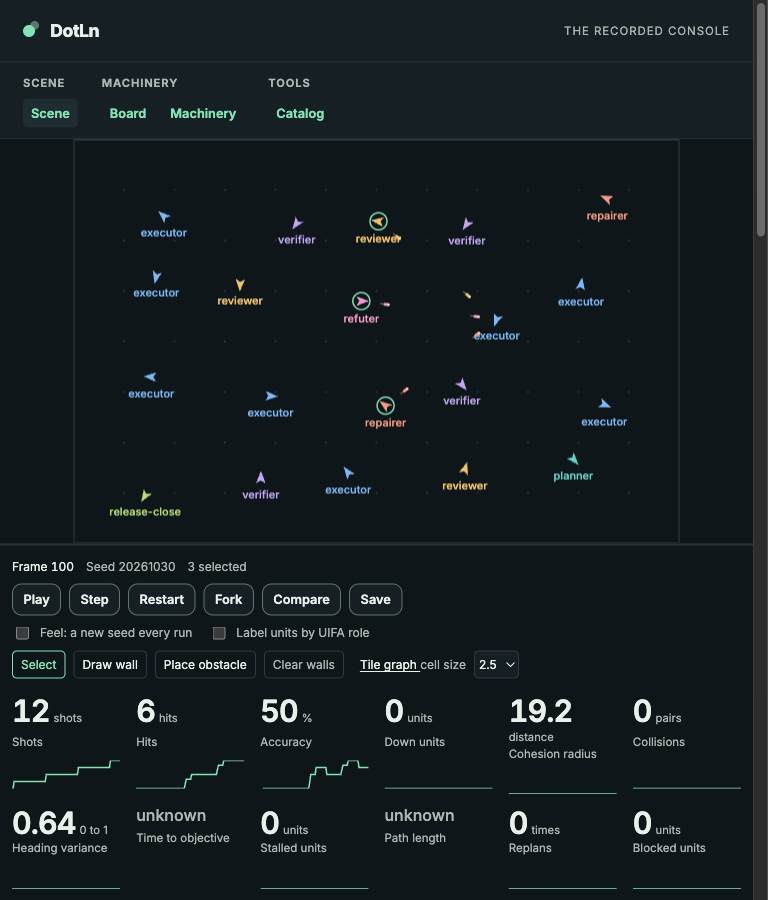 DotLn
THE RECORDED CONSOLE
SCENE MACHINERY TOOLS
Scene Board Machinery Catalog
repairer
executor
verifier
reviewer
verifier
executor
reviewer
executor
refuter
executor
executor
verifier
executor
repairer
executor
planner
verifier
executor
reviewer
release-close
Frame 100 Seed 20261030 3 selected
Play Step Restart Fork Compare Save
Feel: a new seed every run Label units by UIFA role
Select Draw wall Place obstacle Clear walls Tile graph cell size 2.5
12 shots 6 hits 50 % 0 units 19.2 distance 0 pairs
Shots Hits Accuracy Down units Cohesion radius Collisions
0.64 0 to 1 unknown 0 units unknown 0 times 0 units
Heading variance Time to objective Stalled units Path length Replans Blocked units